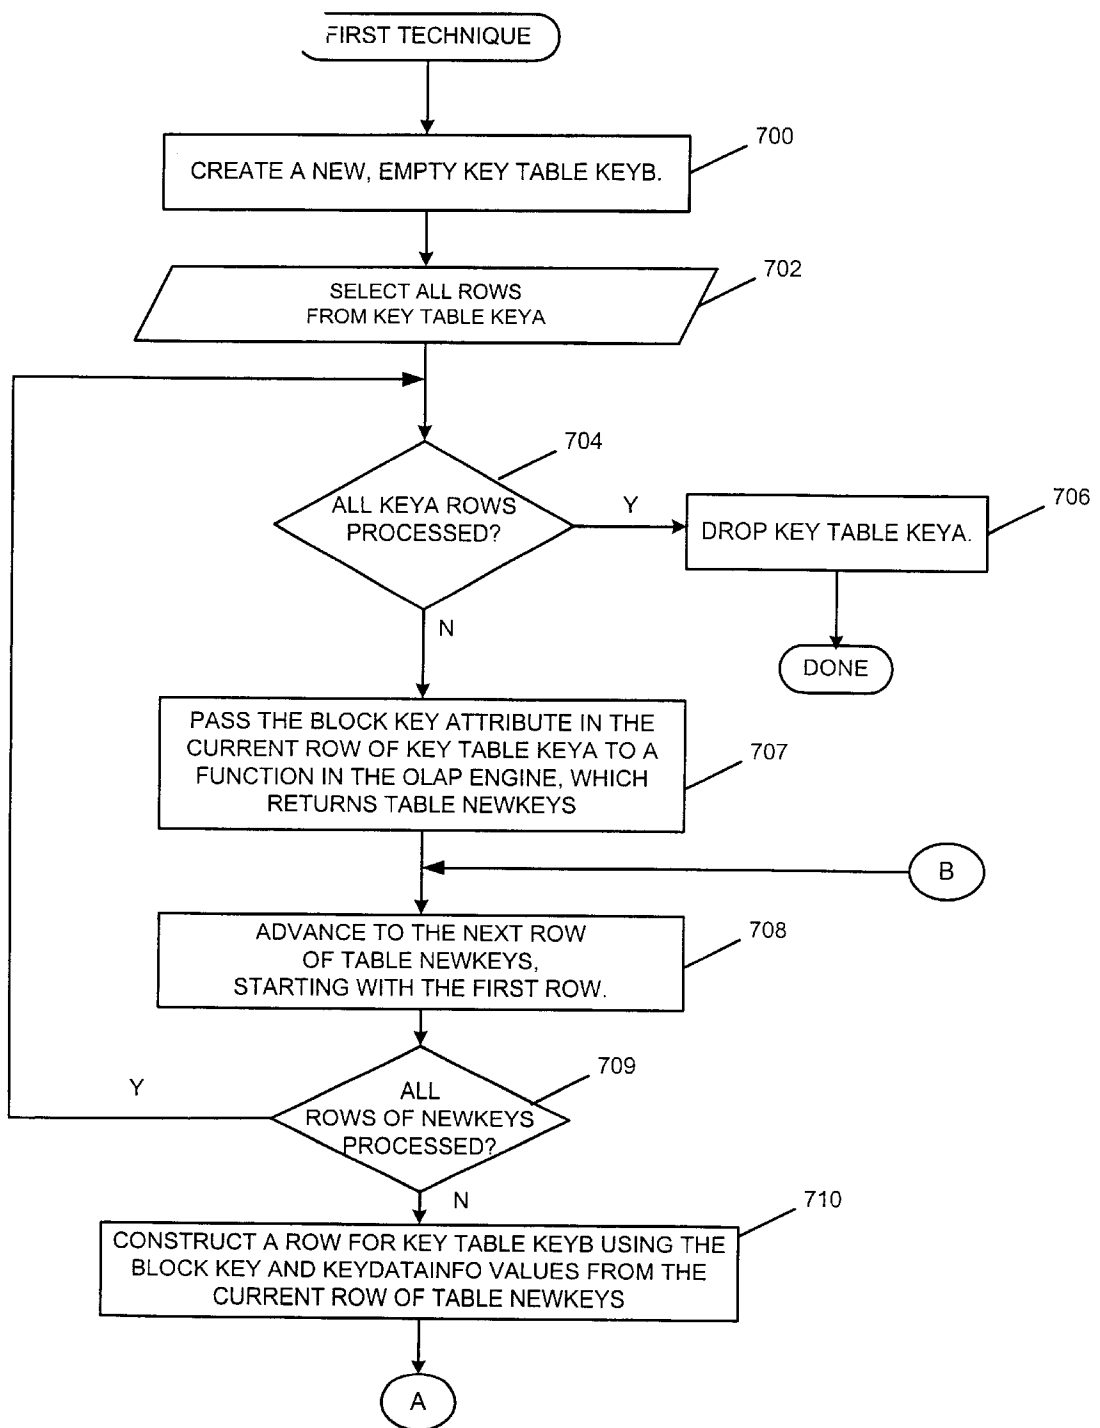 FIRST TECHNIQUE
700
CREATE A NEW, EMPTY KEY TABLE KEYB.
702
SELECT ALL ROWS
FROM KEY TABLE KEYA
704
ALL KEYA ROWS
PROCESSED?
Y
706
DROP KEY TABLE KEYA.
N
DONE
PASS THE BLOCK KEY ATTRIBUTE IN THE
CURRENT ROW OF KEY TABLE KEYA TO A
FUNCTION IN THE OLAP ENGINE, WHICH
RETURNS TABLE NEWKEYS
707
B
ADVANCE TO THE NEXT ROW
OF TABLE NEWKEYS,
STARTING WITH THE FIRST ROW.
708
709
Y
ALL
ROWS OF NEWKEYS
PROCESSED?
N
710
CONSTRUCT A ROW FOR KEY TABLE KEYB USING THE
BLOCK KEY AND KEYDATAINFO VALUES FROM THE
CURRENT ROW OF TABLE NEWKEYS
A